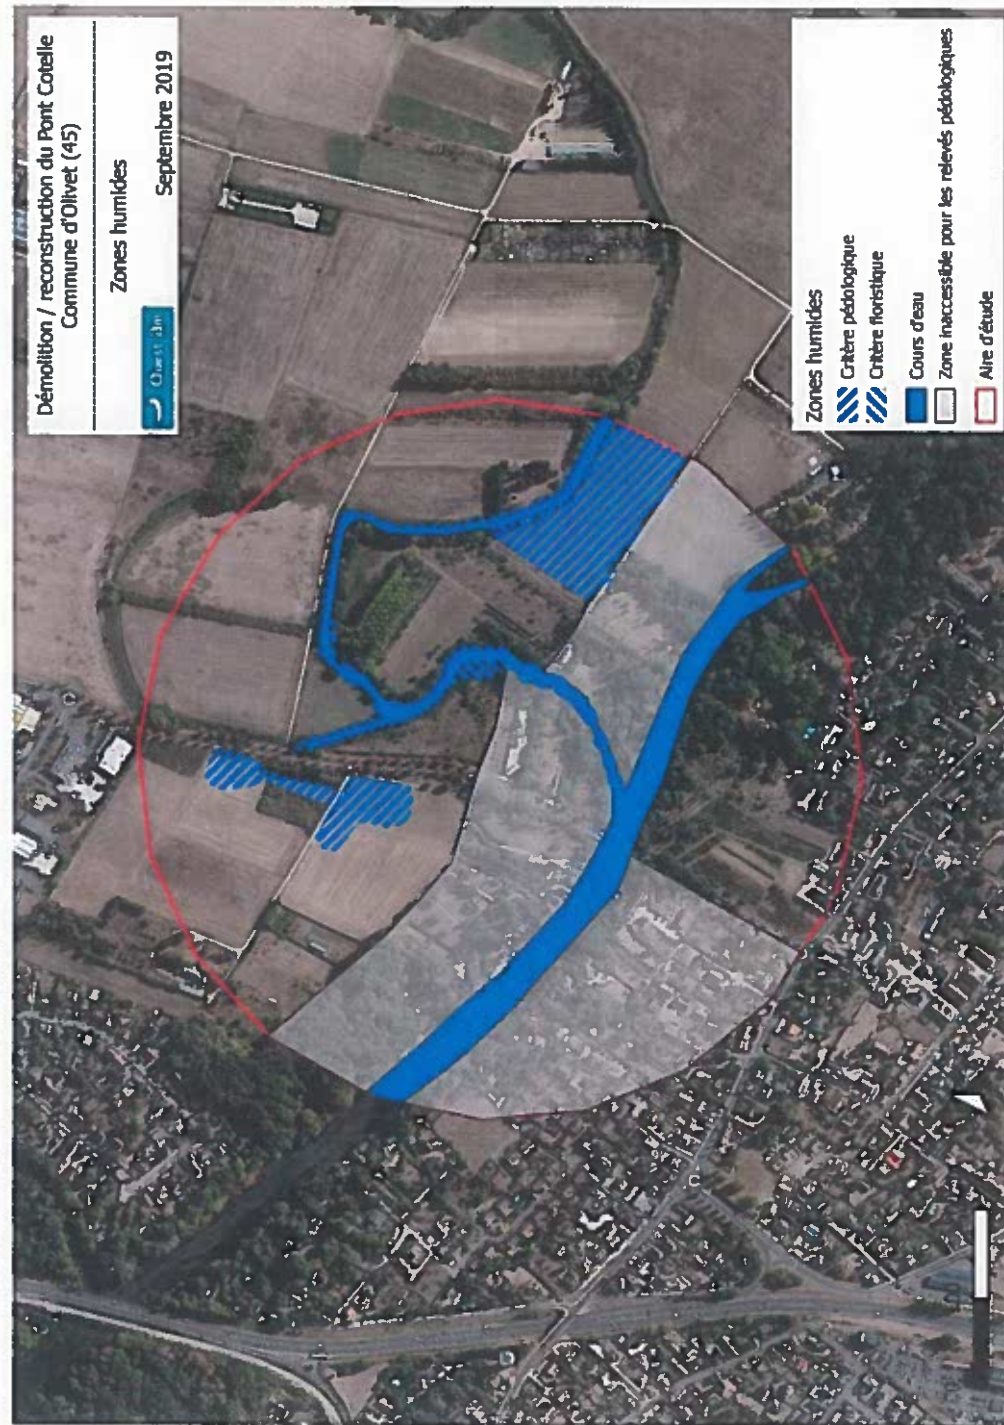 Démolition / reconstruction du Pont Cotelle
Commune d'Olivet (45)
Zones humides
Septembre 2019
Zones humides
Critère pédologique
Critère floristique
Cours d'eau
Zone inaccessible pour les relevés pédologiques
Aire d'étude